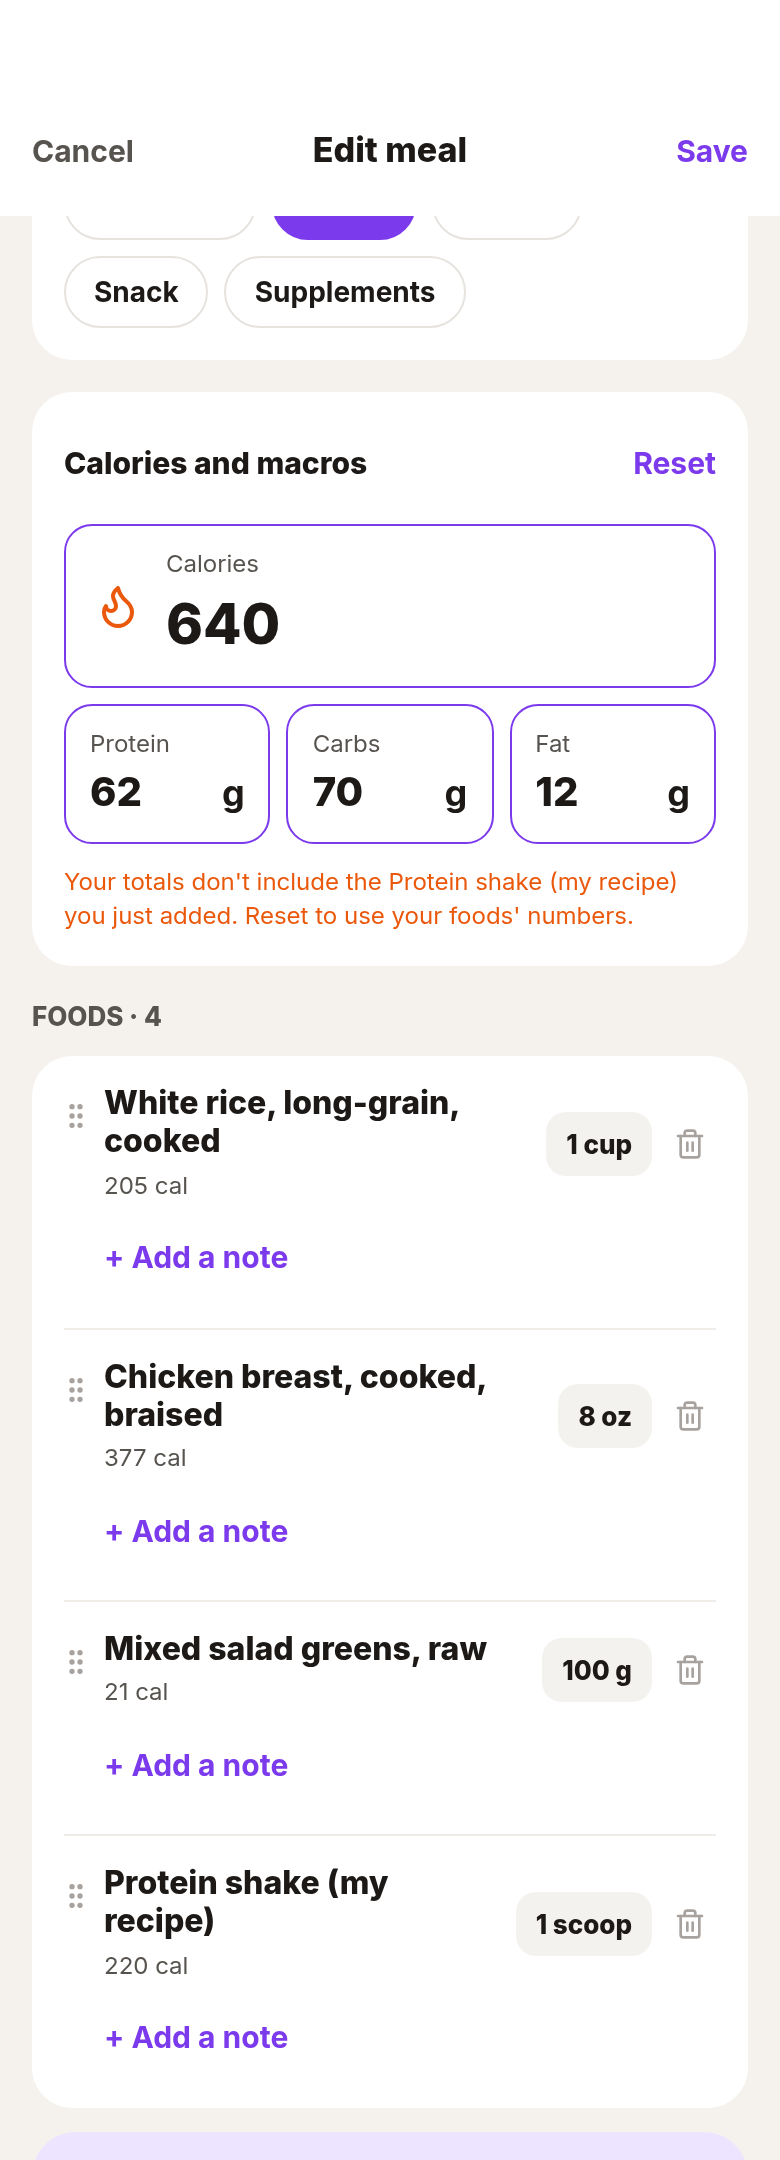 Cancel
Edit meal
Save
Snack
Supplements
Calories and macros
Reset
Calories
640
Protein
62 g
Carbs
70 g
Fat
12 g
Your totals don't include the Protein shake (my recipe)
you just added. Reset to use your foods' numbers.
FOODS · 4
White rice, long-grain,
cooked
205 cal
1 cup
+ Add a note
Chicken breast, cooked,
braised
377 cal
8 oz
+ Add a note
Mixed salad greens, raw
21 cal
100 g
+ Add a note
Protein shake (my
recipe)
220 cal
1 scoop
+ Add a note